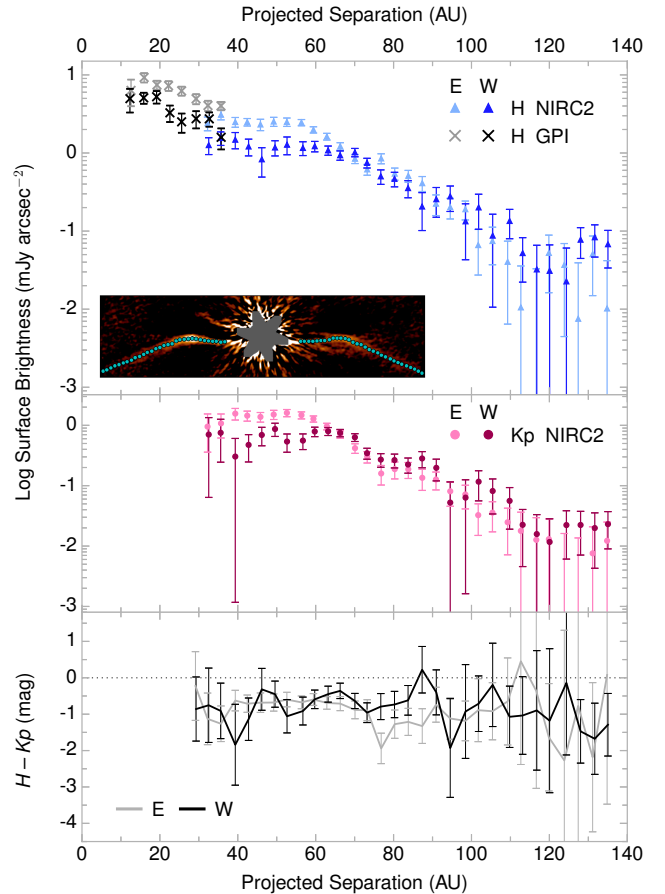 Projected Separation (AU)
0 20 40 60 80 100 120 140
1
0
-1
-2
-3
E W
H NIRC2
H GPI
Log Surface Brightness (mJy arcsec−2)
0
-1
-2
-3
E W
Kp NIRC2
1
0
-1
-2
-3
-4
H – Kp (mag)
E W
0 20 40 60 80 100 120 140
Projected Separation (AU)